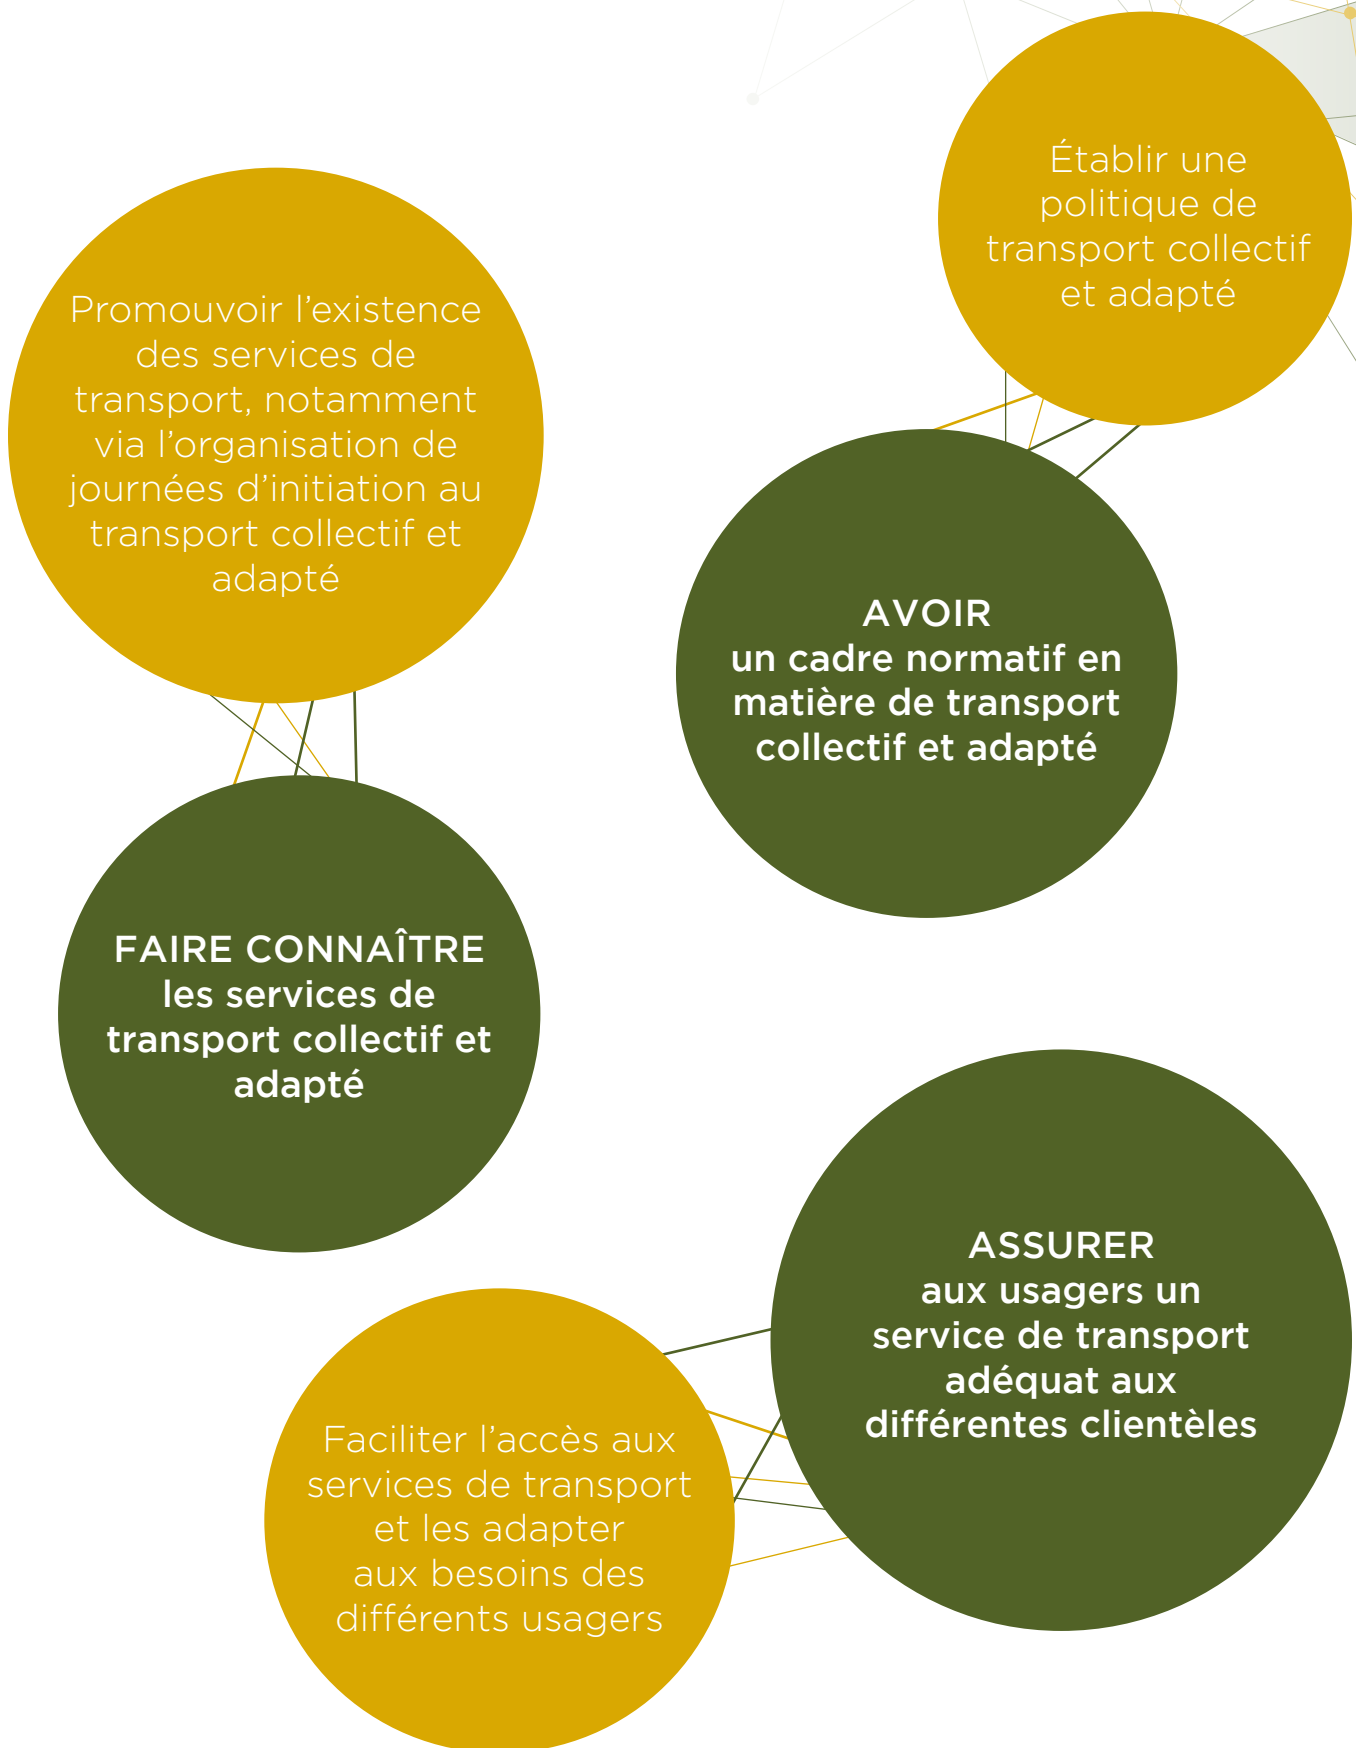 Établir une
politique de
transport collectif
et adapté
Promouvoir l’existence
des services de
transport, notamment
via l’organisation de
journées d’initiation au
transport collectif et
adapté
AVOIR
un cadre normatif en
matière de transport
collectif et adapté
FAIRE CONNAÎTRE
les services de
transport collectif et
adapté
ASSURER
aux usagers un
service de transport
adéquat aux
différentes clientèles
Faciliter l’accès aux
services de transport
et les adapter
aux besoins des
différents usagers